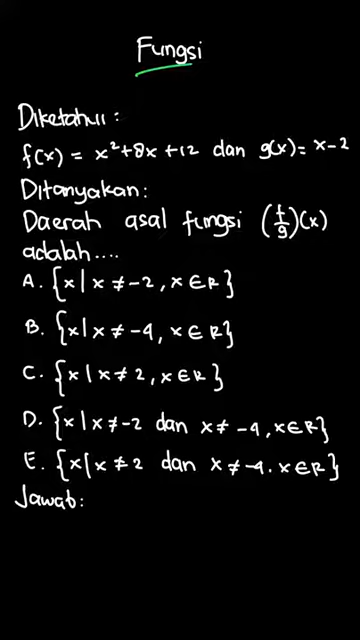 Fungsi
Diketahui:
f(x) = x²+8x+12 dan g(x)= x-2
Ditanyakan:
Daerah asal fungsi (f/g)(x)
adalah....
A. {x | x ≠ -2, x ∈ R}
B. {x | x ≠ -4, x ∈ R}
C. {x | x ≠ 2, x ∈ R}
D. {x | x ≠ -2 dan x ≠ -4, x ∈ R}
E. {x | x ≠ 2 dan x ≠ -4. x ∈ R}
Jawab: